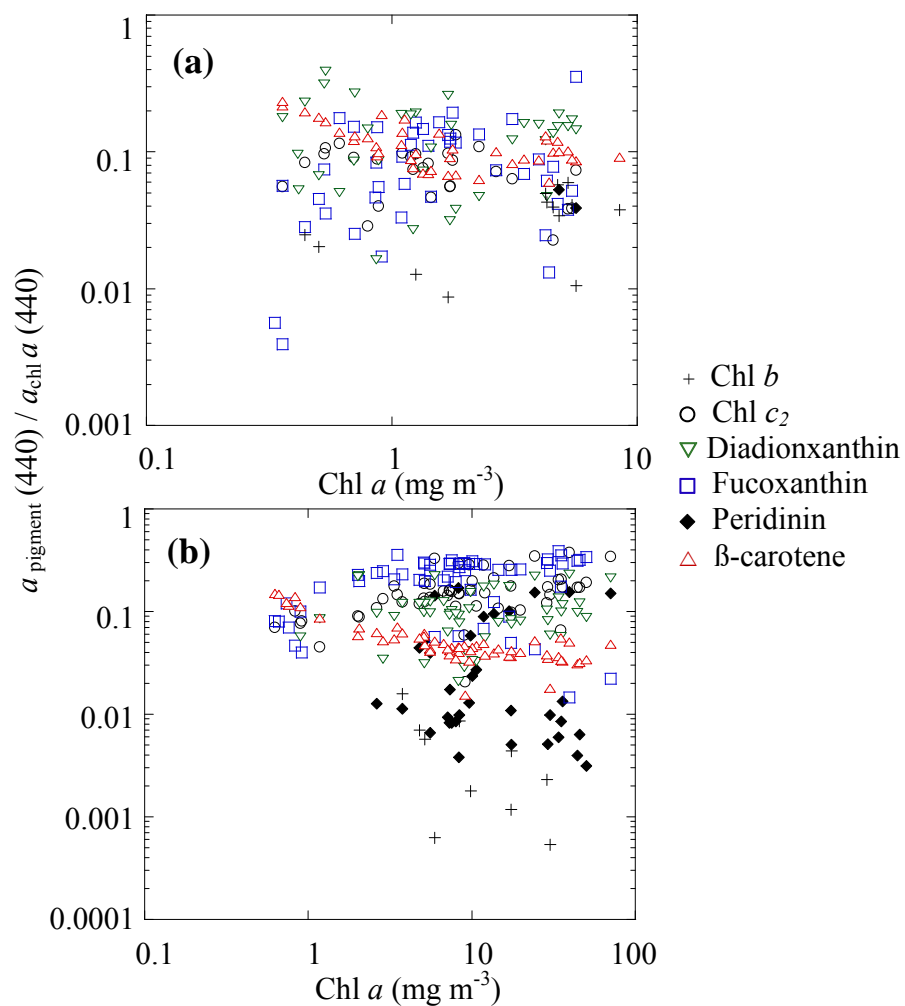 1
(a)
0.1
0.01
0.001
0.1
1
10
Chl a (mg m-3)
a pigment (440) / a chl a (440)
+ Chl b
Chl c2
Diadionxanthin
Fucoxanthin
Peridinin
ß-carotene
1
(b)
0.1
0.01
0.001
0.0001
0.1
1
10
100
Chl a (mg m-3)